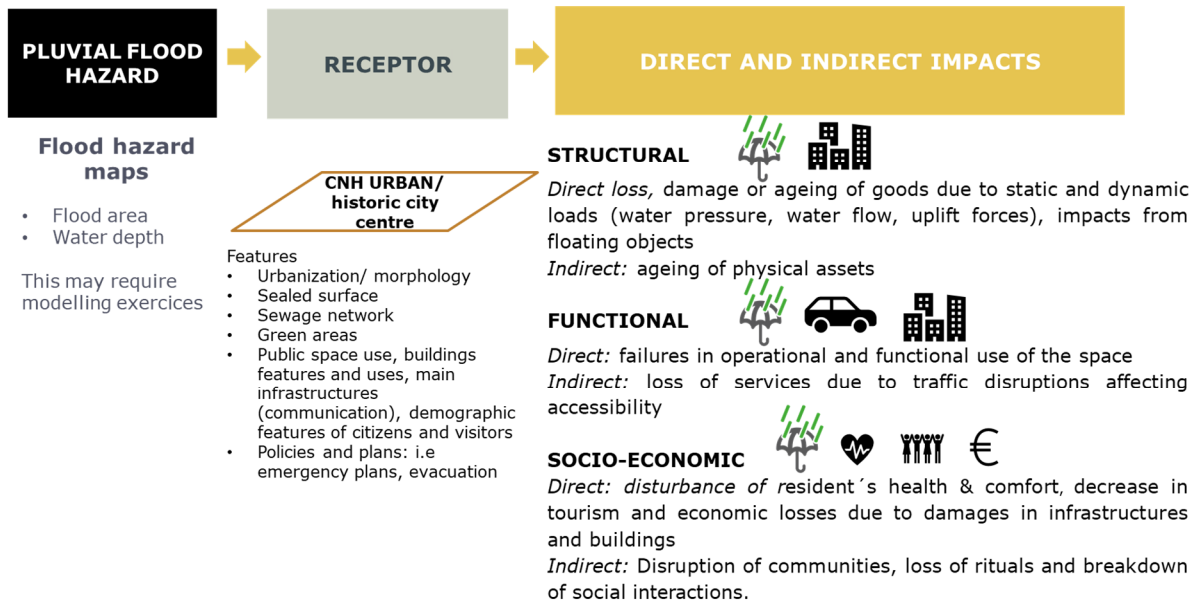 PLUVIAL FLOOD
HAZARD
RECEPTOR
DIRECT AND INDIRECT IMPACTS
Flood hazard
maps
• Flood area
• Water depth
This may require
modelling exercices
CNH URBAN/
historic city
centre
Features
• Urbanization/ morphology
• Sealed surface
• Sewage network
• Green areas
• Public space use, buildings
features and uses, main
infrastructures
(communication), demographic
features of citizens and visitors
• Policies and plans: i.e
emergency plans, evacuation
STRUCTURAL
Direct loss, damage or ageing of goods due to static and dynamic
loads (water pressure, water flow, uplift forces), impacts from
floating objects
Indirect: ageing of physical assets
FUNCTIONAL
Direct: failures in operational and functional use of the space
Indirect: loss of services due to traffic disruptions affecting
accessibility
SOCIO-ECONOMIC €
Direct: disturbance of resident´s health & comfort, decrease in
tourism and economic losses due to damages in infrastructures
and buildings
Indirect: Disruption of communities, loss of rituals and breakdown
of social interactions.